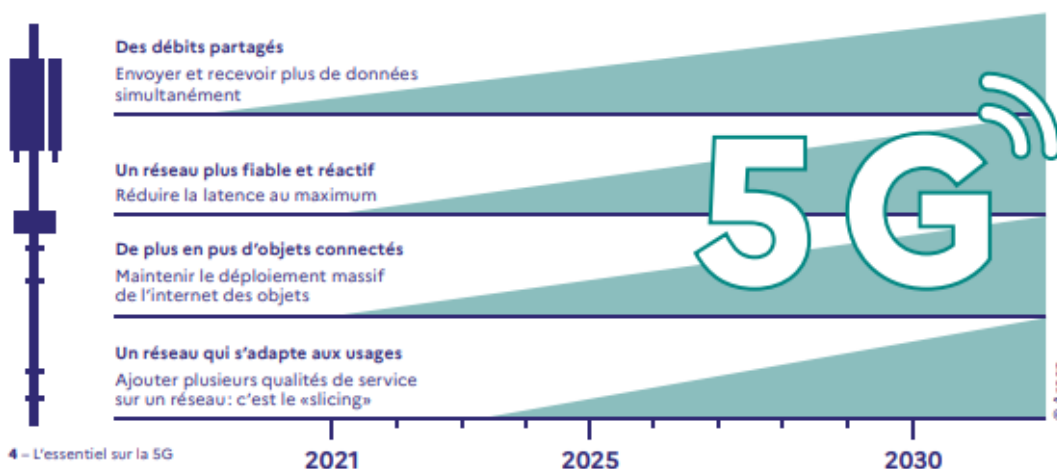 Des débits partagés
Envoyer et recevoir plus de données
simultanément
Un réseau plus fiable et réactif
Réduire la latence au maximum
De plus en pus d'objets connectés
Maintenir le déploiement massif
de l'internet des objets
Un réseau qui s'adapte aux usages
Ajouter plusieurs qualités de service
sur un réseau: c'est le «slicing»
5G
4 – L'essentiel sur la 5G
2021
2025
2030